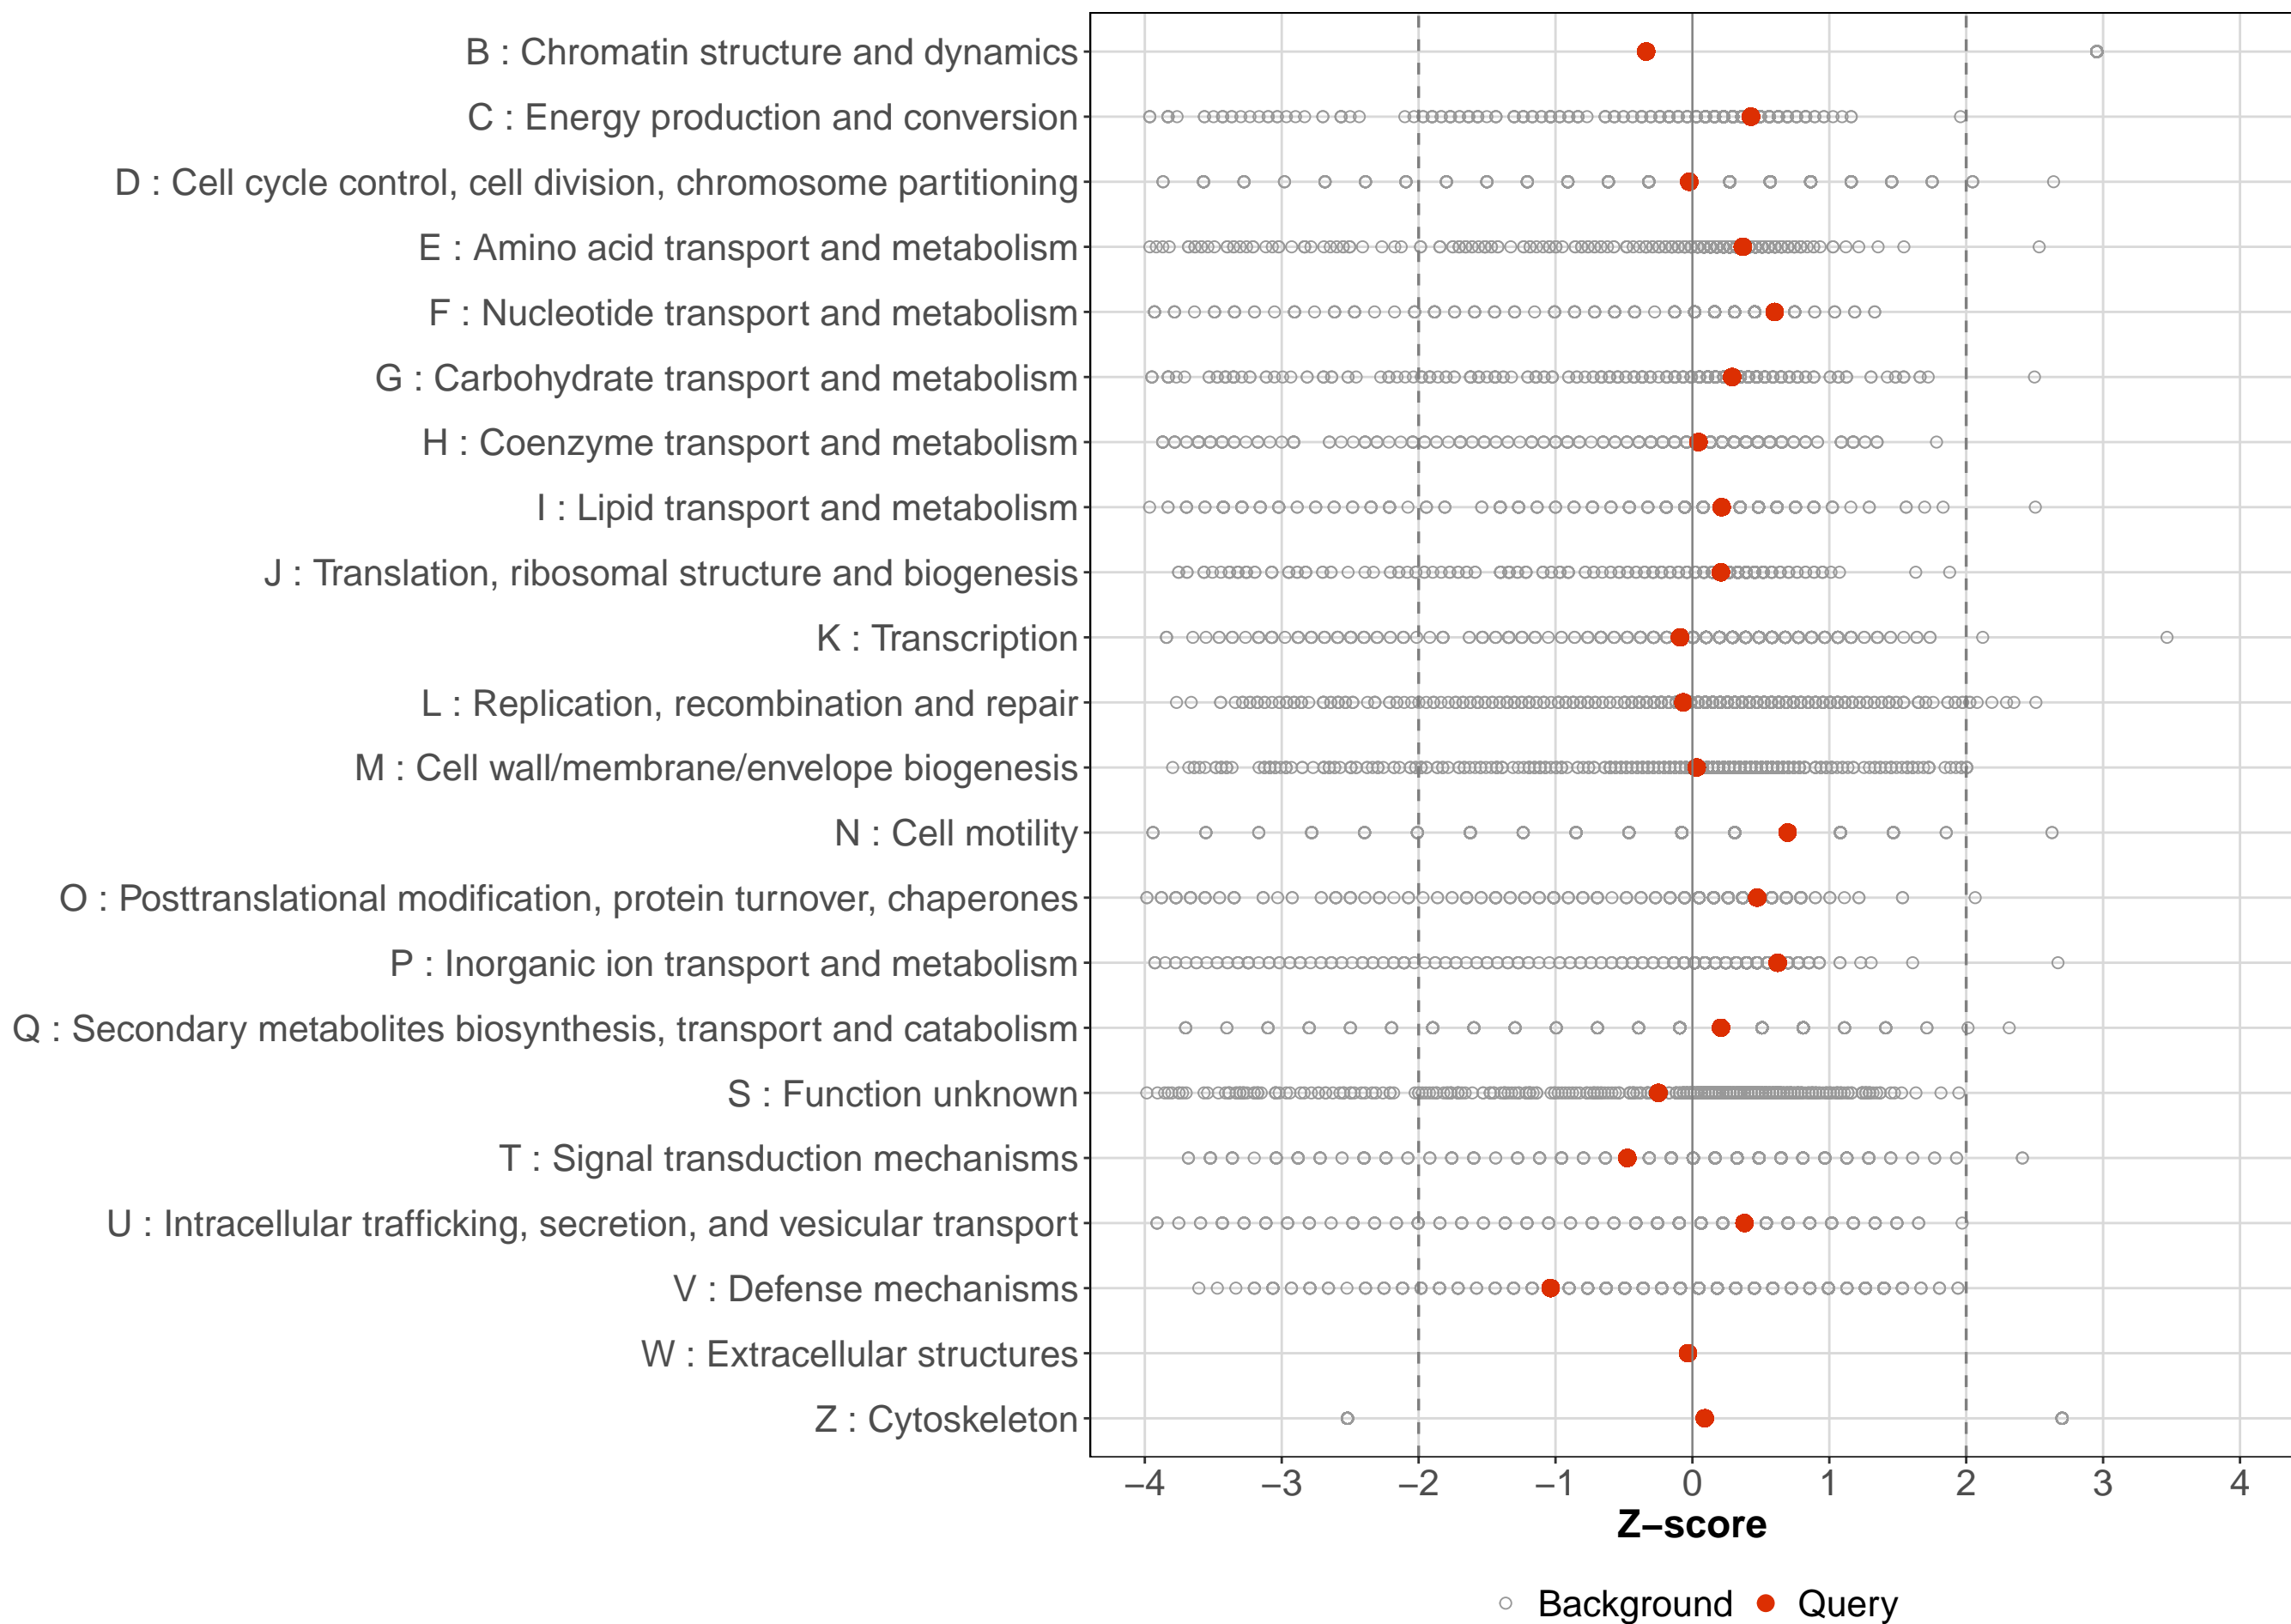 B : Chromatin structure and dynamics
C : Energy production and conversion
D : Cell cycle control, cell division, chromosome partitioning
E : Amino acid transport and metabolism
F : Nucleotide transport and metabolism
G : Carbohydrate transport and metabolism
H : Coenzyme transport and metabolism
I : Lipid transport and metabolism
J : Translation, ribosomal structure and biogenesis
K : Transcription
L : Replication, recombination and repair
M : Cell wall/membrane/envelope biogenesis
N : Cell motility
O : Posttranslational modification, protein turnover, chaperones
P : Inorganic ion transport and metabolism
Q : Secondary metabolites biosynthesis, transport and catabolism
S : Function unknown
T : Signal transduction mechanisms
U : Intracellular trafficking, secretion, and vesicular transport
V : Defense mechanisms
W : Extracellular structures
Z : Cytoskeleton
−4 −3 −2 −1 0 1 2 3 4
Z−score
Background Query